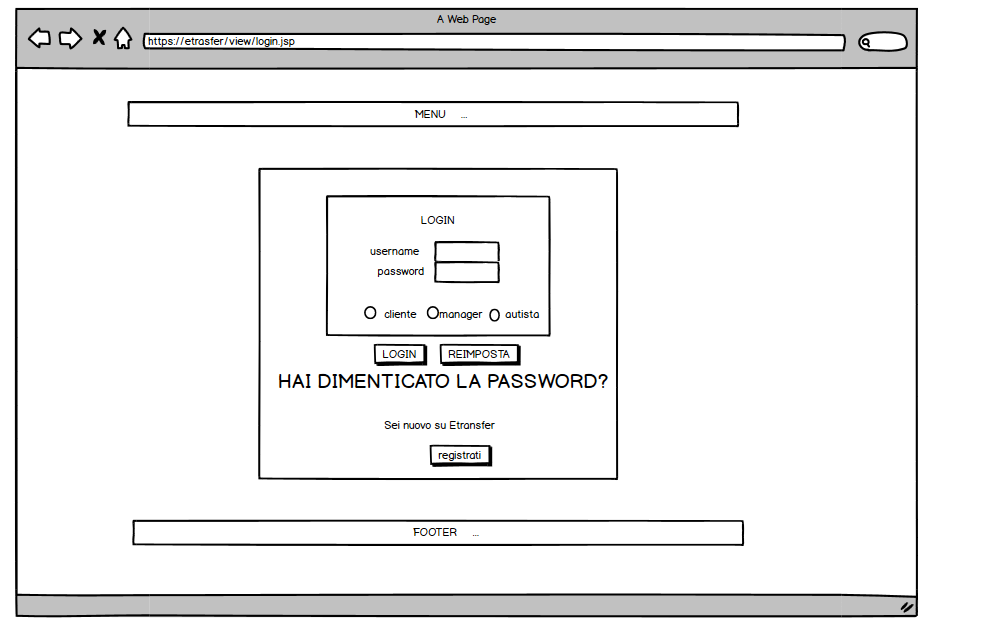 A Web Page
https://etrasfer/view/login.jsp
MENU ...
LOGIN
username
password
cliente manager autista
LOGIN REIMPOSTA
HAI DIMENTICATO LA PASSWORD?
Sei nuovo su Etransfer
registrati
FOOTER ...